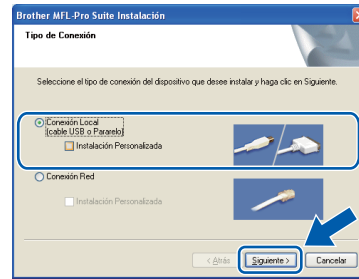 Brother MFL-Pro Suite Instalación
Tipo de Conexión
Seleccione el tipo de conexión del dispositivo que desee instalar y haga clic en Siguiente.
Conexión Local
(cable USB o Pararelo)
Instalación Personalizada
Conexión Red
Instalación Personalizada
< Atrás
Siguiente >
Cancelar